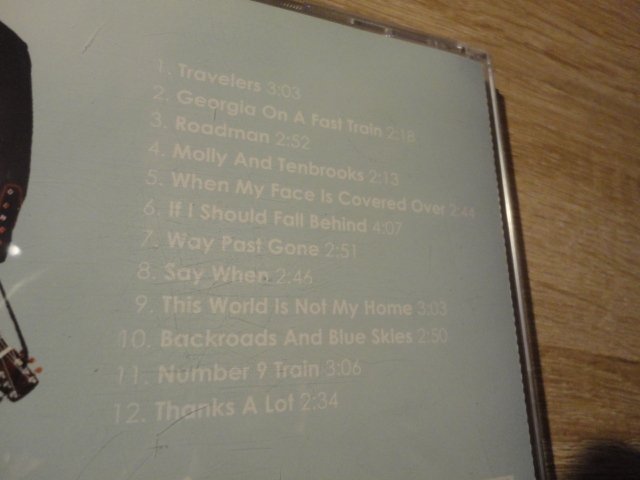 1. Travelers 3:03
2. Georgia On A Fast Train 2:18
3. Roadman 2:52
4. Molly And Tenbrooks 2:13
5. When My Face Is Covered Over 2:44
6. If I Should Fall Behind 4:07
7. Way Past Gone 2:51
8. Say When 2:46
9. This World Is Not My Home 3:03
10. Backroads And Blue Skies 2:50
11. Number 9 Train 3:06
12. Thanks A Lot 2:34